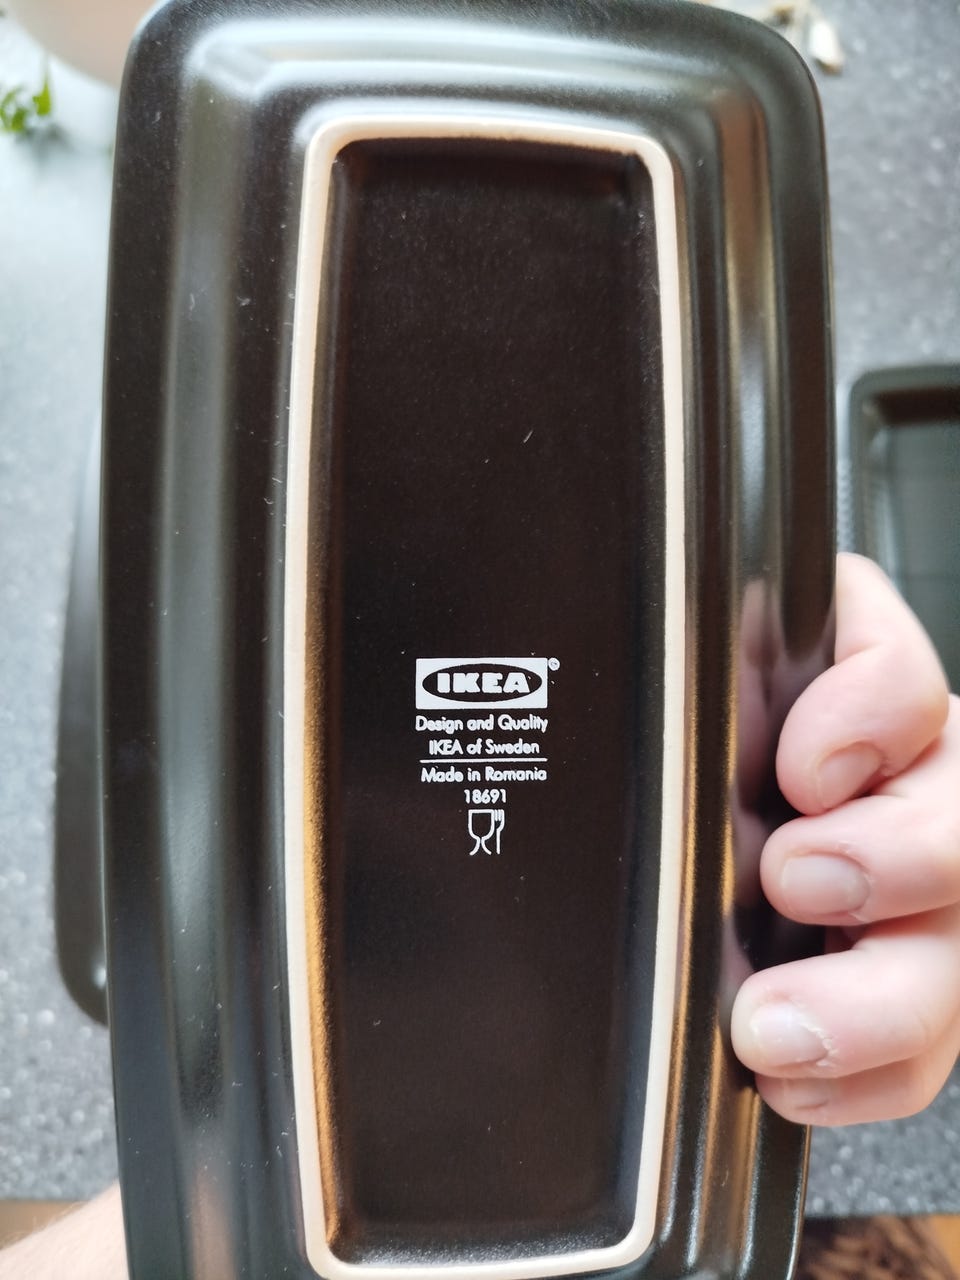 IKEA®
Design and Quality
IKEA of Sweden
Made in Romania
18691